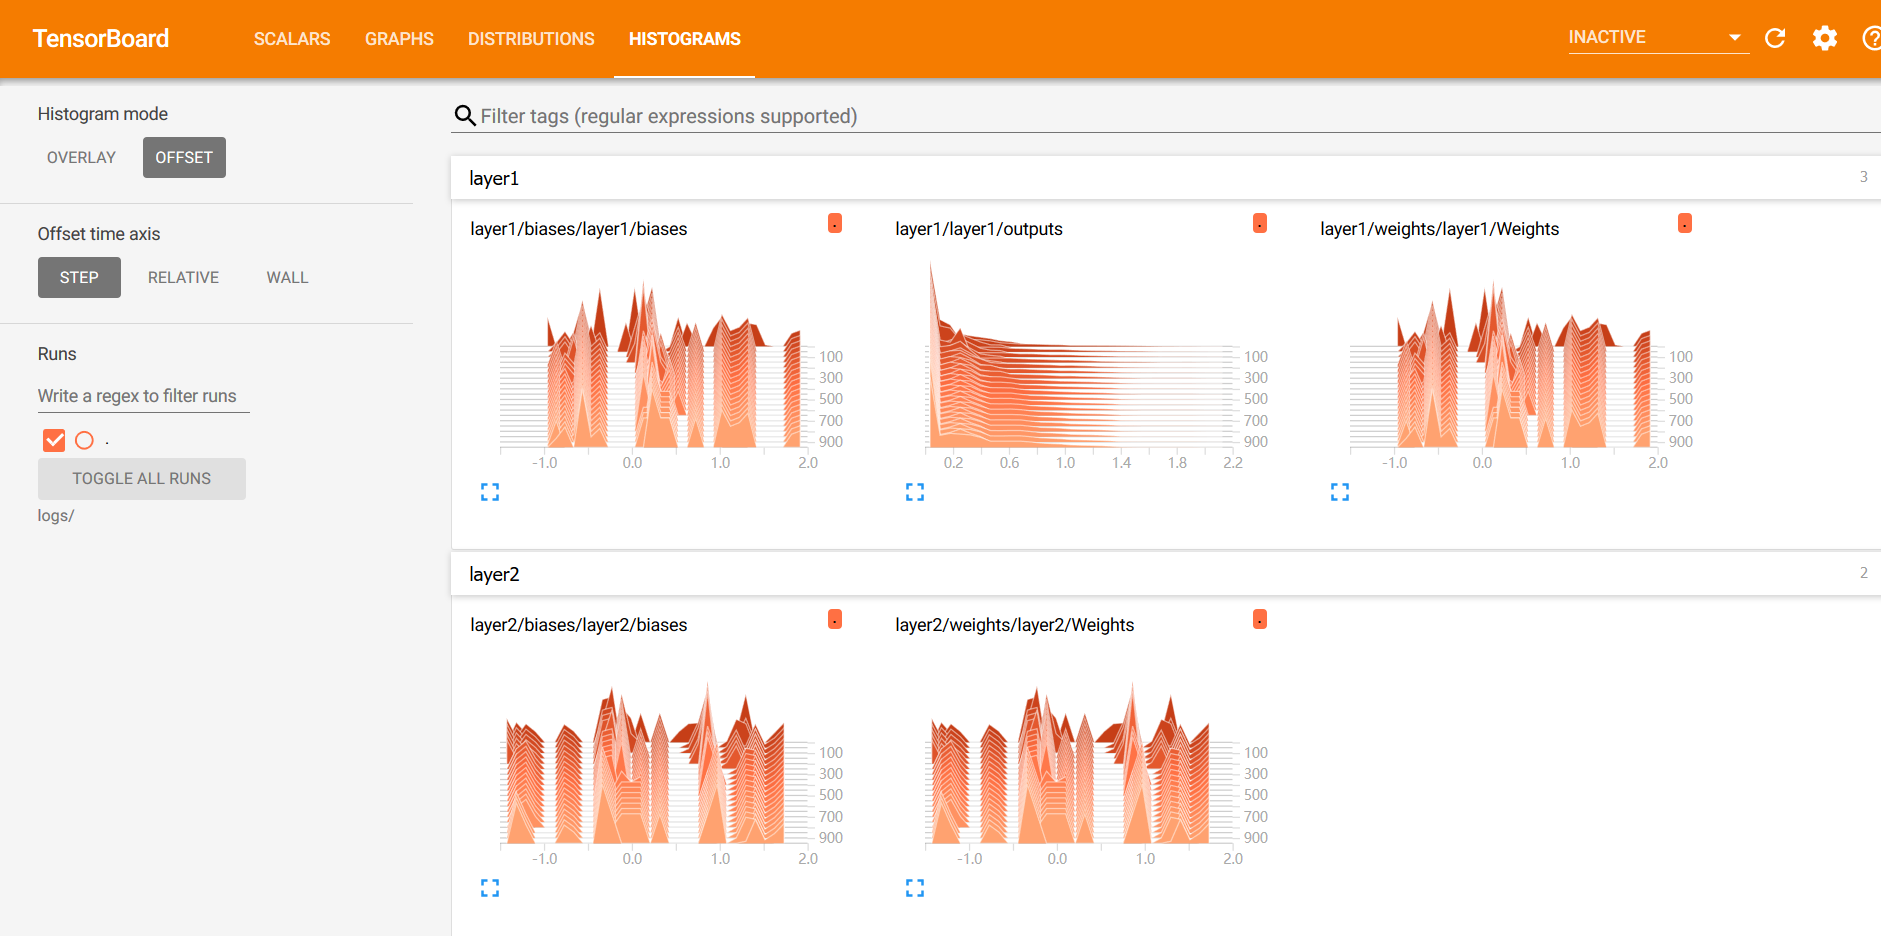 TensorBoard SCALARS GRAPHS DISTRIBUTIONS HISTOGRAMS INACTIVE
Histogram mode
OVERLAY OFFSET
Offset time axis
STEP RELATIVE WALL
Runs
Write a regex to filter runs
.
TOGGLE ALL RUNS
logs/
Filter tags (regular expressions supported)
layer1 3
layer1/biases/layer1/biases .
100
300
500
700
900
-1.0 0.0 1.0 2.0
layer1/layer1/outputs .
100
300
500
700
900
0.2 0.6 1.0 1.4 1.8 2.2
layer1/weights/layer1/Weights .
100
300
500
700
900
-1.0 0.0 1.0 2.0
layer2 2
layer2/biases/layer2/biases .
100
300
500
700
900
-1.0 0.0 1.0 2.0
layer2/weights/layer2/Weights .
100
300
500
700
900
-1.0 0.0 1.0 2.0